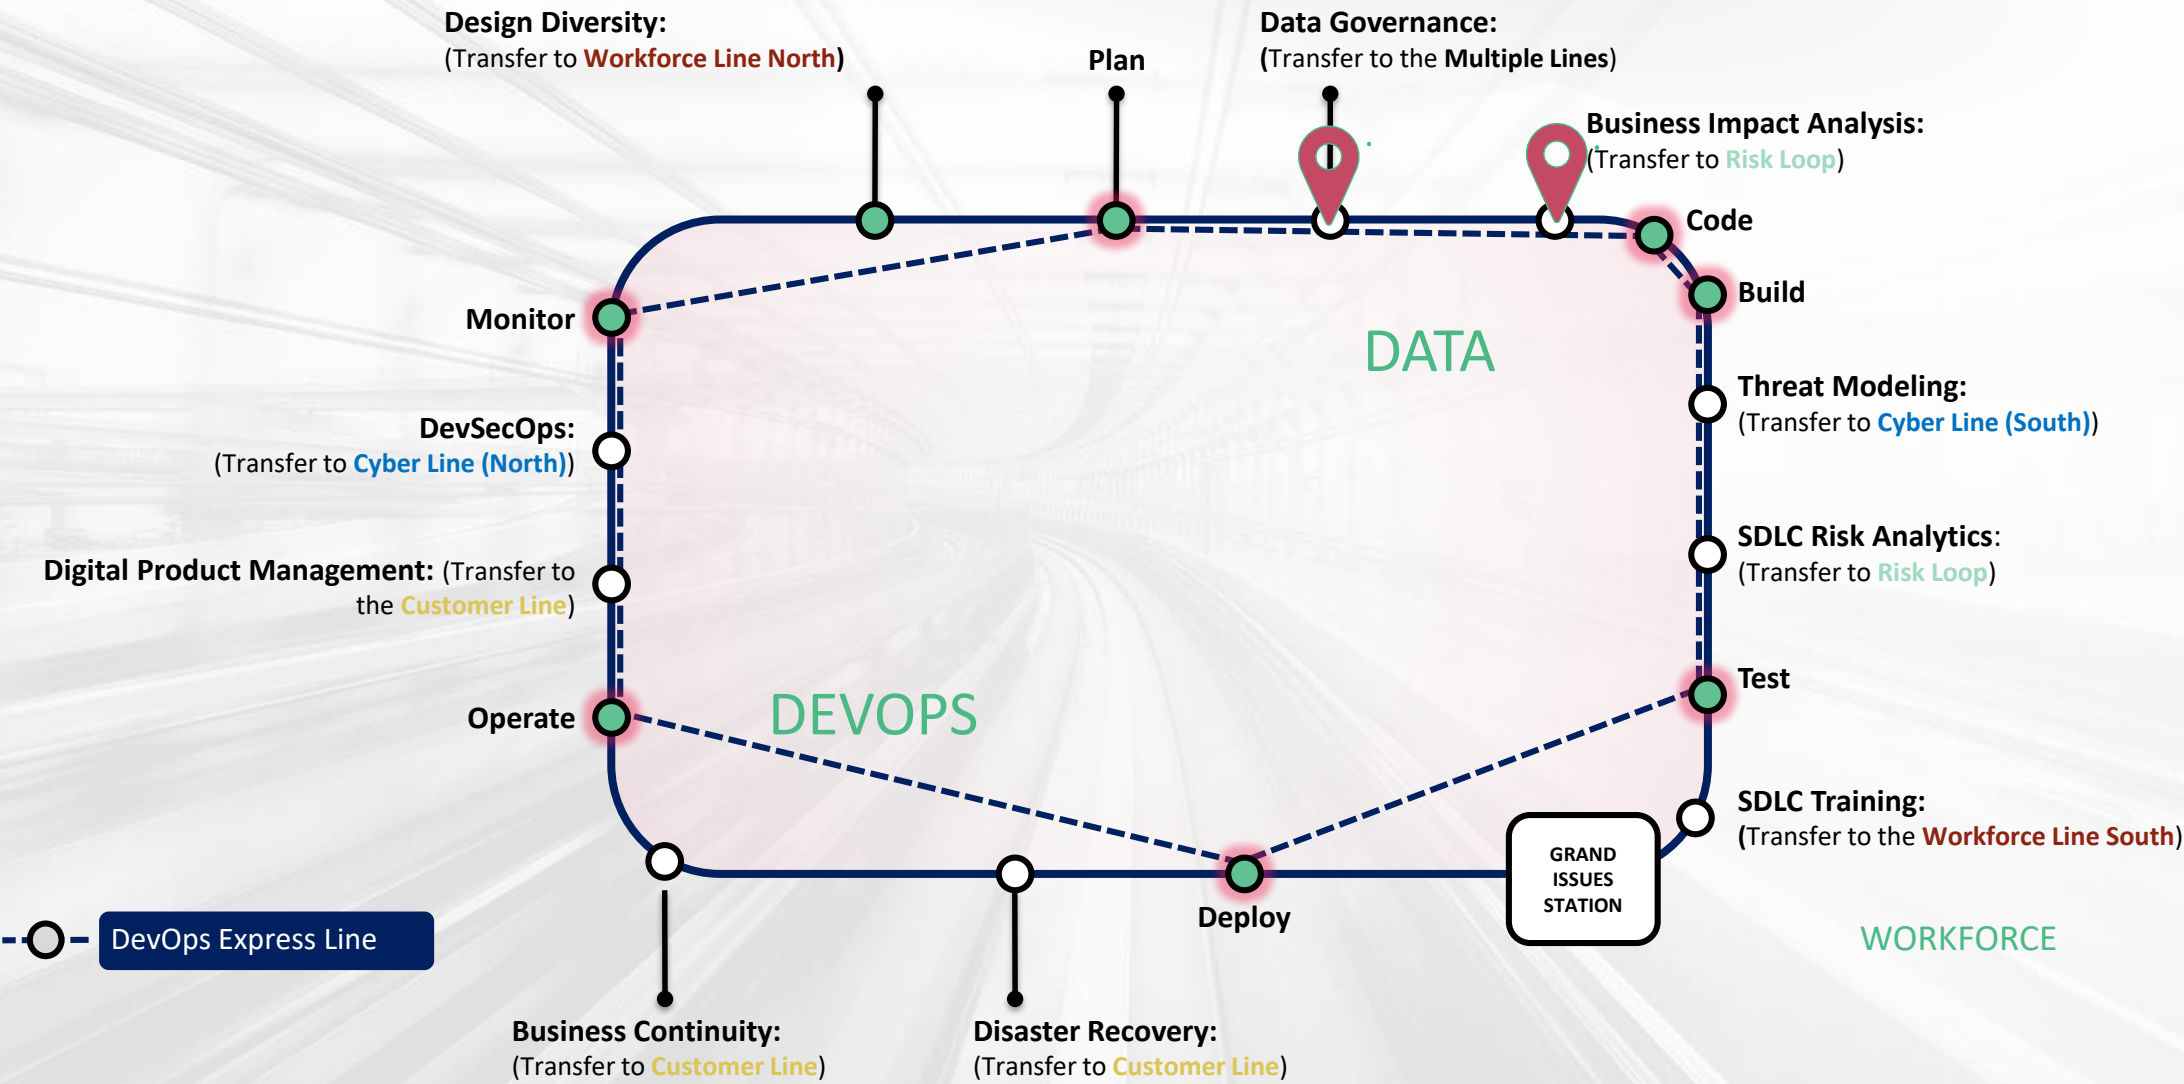 Design Diversity:
(Transfer to Workforce Line North)
Plan
Data Governance:
(Transfer to the Multiple Lines)
Business Impact Analysis:
(Transfer to Risk Loop)
Code
Build
Monitor
DATA
Threat Modeling:
(Transfer to Cyber Line (South))
DevSecOps:
(Transfer to Cyber Line (North))
SDLC Risk Analytics:
(Transfer to Risk Loop)
Digital Product Management: (Transfer to
the Customer Line)
Test
Operate
DEVOPS
SDLC Training:
(Transfer to the Workforce Line South)
GRAND
ISSUES
STATION
Deploy
DevOps Express Line
WORKFORCE
Business Continuity:
(Transfer to Customer Line)
Disaster Recovery:
(Transfer to Customer Line)